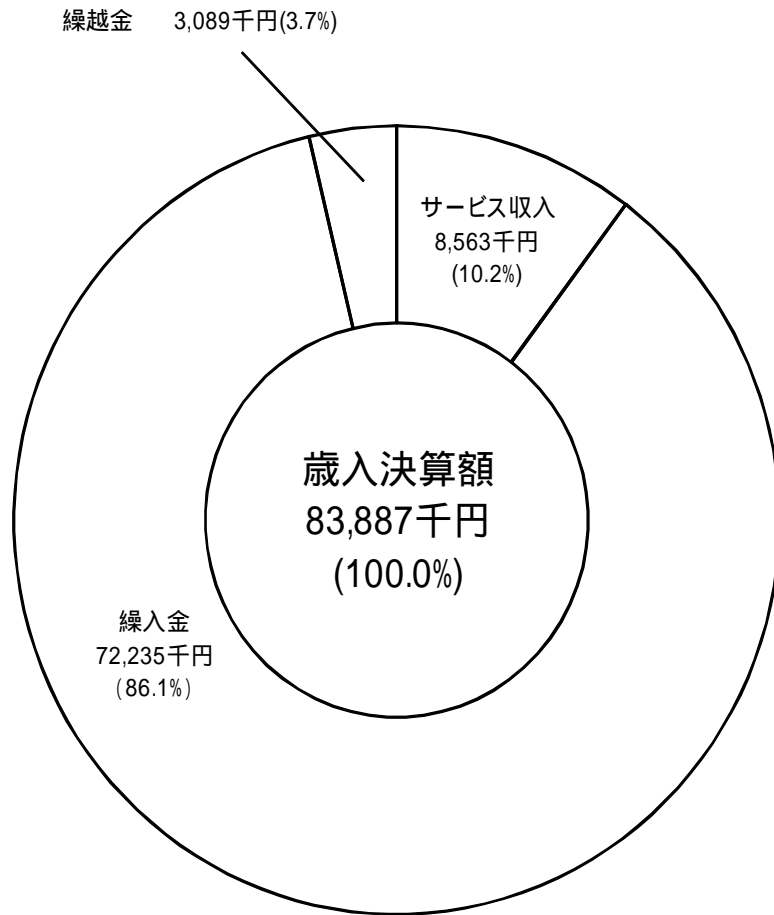 繰越金　3,089千円(3.7%)
サービス収入
8,563千円
(10.2%)
歳入決算額
83,887千円
(100.0%)
繰入金
72,235千円
(86.1%)